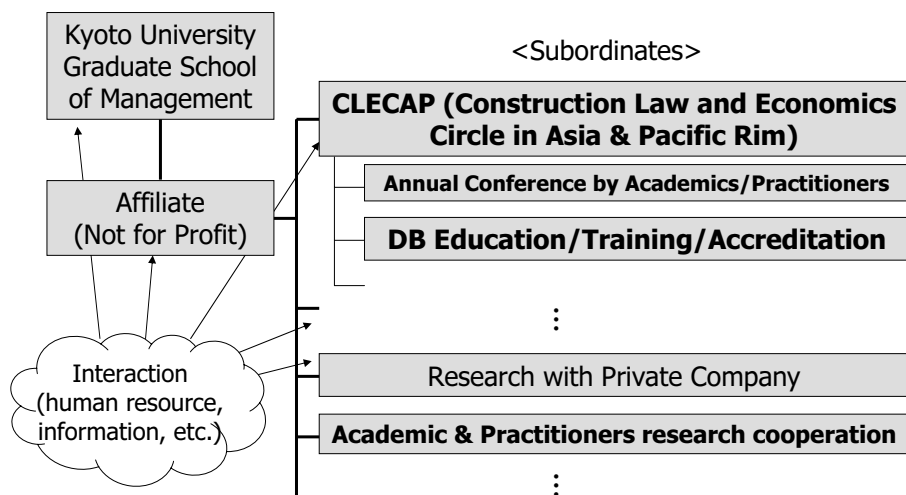 Kyoto University
Graduate School
of Management
<Subordinates>
CLECAP (Construction Law and Economics
Circle in Asia & Pacific Rim)
Annual Conference by Academics/Practitioners
Affiliate
(Not for Profit)
DB Education/Training/Accreditation
⋮
Interaction
(human resource,
information, etc.)
Research with Private Company
Academic & Practitioners research cooperation
⋮